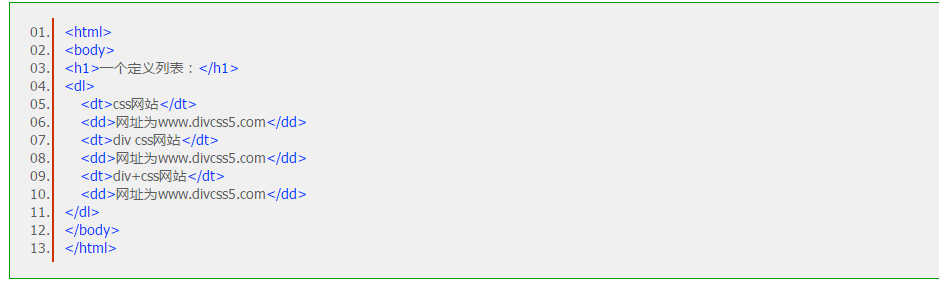 01. <html>
02. <body>
03. <h1>一个定义列表：</h1>
04. <dl>
05. <dt>css网站</dt>
06. <dd>网址为www.divcss5.com</dd>
07. <dt>div css网站</dt>
08. <dd>网址为www.divcss5.com</dd>
09. <dt>div+css网站</dt>
10. <dd>网址为www.divcss5.com</dd>
11. </dl>
12. </body>
13. </html>